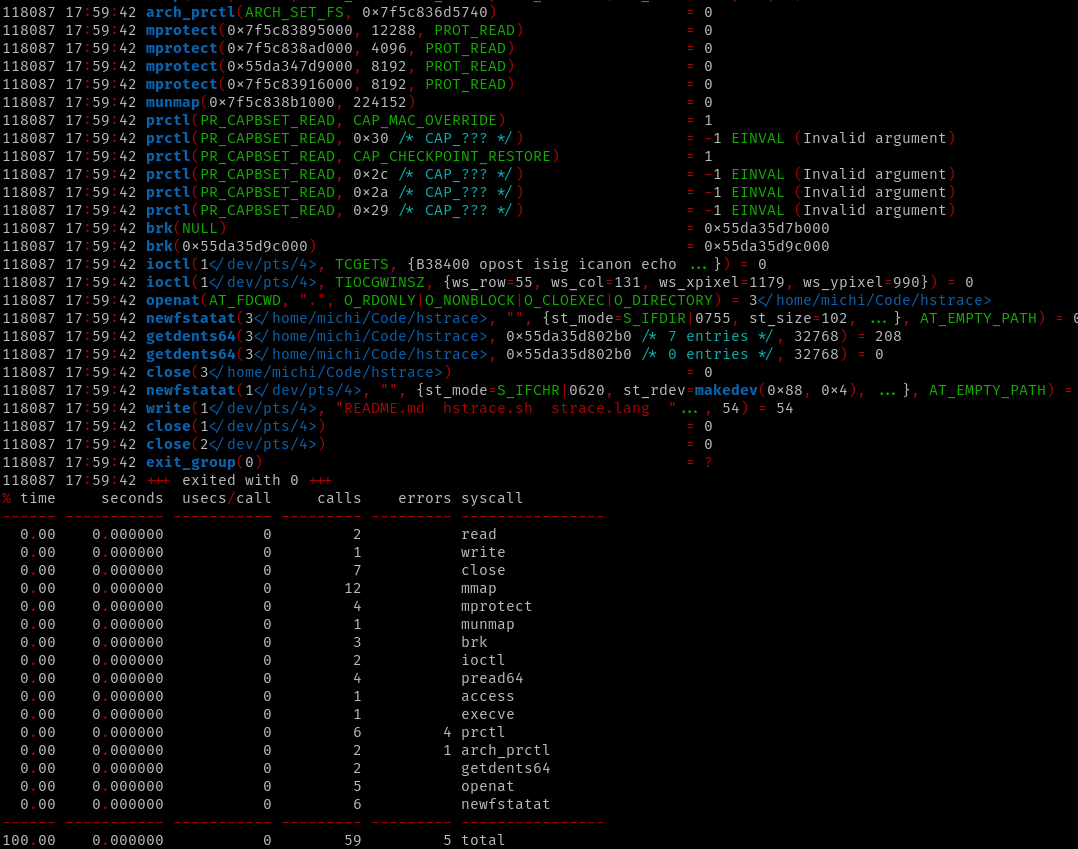 118087 17:59:42 arch_prctl(ARCH_SET_FS, 0x7f5c836d5740) = 0
118087 17:59:42 mprotect(0x7f5c83895000, 12288, PROT_READ) = 0
118087 17:59:42 mprotect(0x7f5c838ad000, 4096, PROT_READ) = 0
118087 17:59:42 mprotect(0x55da347d9000, 8192, PROT_READ) = 0
118087 17:59:42 mprotect(0x7f5c83916000, 8192, PROT_READ) = 0
118087 17:59:42 munmap(0x7f5c838b1000, 224152) = 0
118087 17:59:42 prctl(PR_CAPBSET_READ, CAP_MAC_OVERRIDE) = 1
118087 17:59:42 prctl(PR_CAPBSET_READ, 0x30 /* CAP_??? */) = -1 EINVAL (Invalid argument)
118087 17:59:42 prctl(PR_CAPBSET_READ, CAP_CHECKPOINT_RESTORE) = 1
118087 17:59:42 prctl(PR_CAPBSET_READ, 0x2c /* CAP_??? */) = -1 EINVAL (Invalid argument)
118087 17:59:42 prctl(PR_CAPBSET_READ, 0x2a /* CAP_??? */) = -1 EINVAL (Invalid argument)
118087 17:59:42 prctl(PR_CAPBSET_READ, 0x29 /* CAP_??? */) = -1 EINVAL (Invalid argument)
118087 17:59:42 brk(NULL) = 0x55da35d7b000
118087 17:59:42 brk(0x55da35d9c000) = 0x55da35d9c000
118087 17:59:42 ioctl(1</dev/pts/4>, TCGETS, {B38400 opost isig icanon echo ...}) = 0
118087 17:59:42 ioctl(1</dev/pts/4>, TIOCGWINSZ, {ws_row=55, ws_col=131, ws_xpixel=1179, ws_ypixel=990}) = 0
118087 17:59:42 openat(AT_FDCWD, ".", O_RDONLY|O_NONBLOCK|O_CLOEXEC|O_DIRECTORY) = 3</home/michi/Code/hstrace>
118087 17:59:42 newfstatat(3</home/michi/Code/hstrace>, "", {st_mode=S_IFDIR|0755, st_size=102, ...}, AT_EMPTY_PATH) = 0
118087 17:59:42 getdents64(3</home/michi/Code/hstrace>, 0x55da35d802b0 /* 7 entries */, 32768) = 208
118087 17:59:42 getdents64(3</home/michi/Code/hstrace>, 0x55da35d802b0 /* 0 entries */, 32768) = 0
118087 17:59:42 close(3</home/michi/Code/hstrace>) = 0
118087 17:59:42 newfstatat(1</dev/pts/4>, "", {st_mode=S_IFCHR|0620, st_rdev=makedev(0x88, 0x4), ...}, AT_EMPTY_PATH) =
118087 17:59:42 write(1</dev/pts/4>, "README.md  hstrace.sh  strace.lang  "..., 54) = 54
118087 17:59:42 close(1</dev/pts/4>) = 0
118087 17:59:42 close(2</dev/pts/4>) = 0
118087 17:59:42 exit_group(0) = ?
118087 17:59:42 +++ exited with 0 +++
% time     seconds  usecs/call     calls    errors syscall
------ ----------- ----------- --------- --------- ----------------
  0.00    0.000000           0         2           read
  0.00    0.000000           0         1           write
  0.00    0.000000           0         7           close
  0.00    0.000000           0        12           mmap
  0.00    0.000000           0         4           mprotect
  0.00    0.000000           0         1           munmap
  0.00    0.000000           0         3           brk
  0.00    0.000000           0         2           ioctl
  0.00    0.000000           0         4           pread64
  0.00    0.000000           0         1           access
  0.00    0.000000           0         1           execve
  0.00    0.000000           0         6         4 prctl
  0.00    0.000000           0         2         1 arch_prctl
  0.00    0.000000           0         2           getdents64
  0.00    0.000000           0         5           openat
  0.00    0.000000           0         6           newfstatat
------ ----------- ----------- --------- --------- ----------------
100.00    0.000000           0        59         5 total